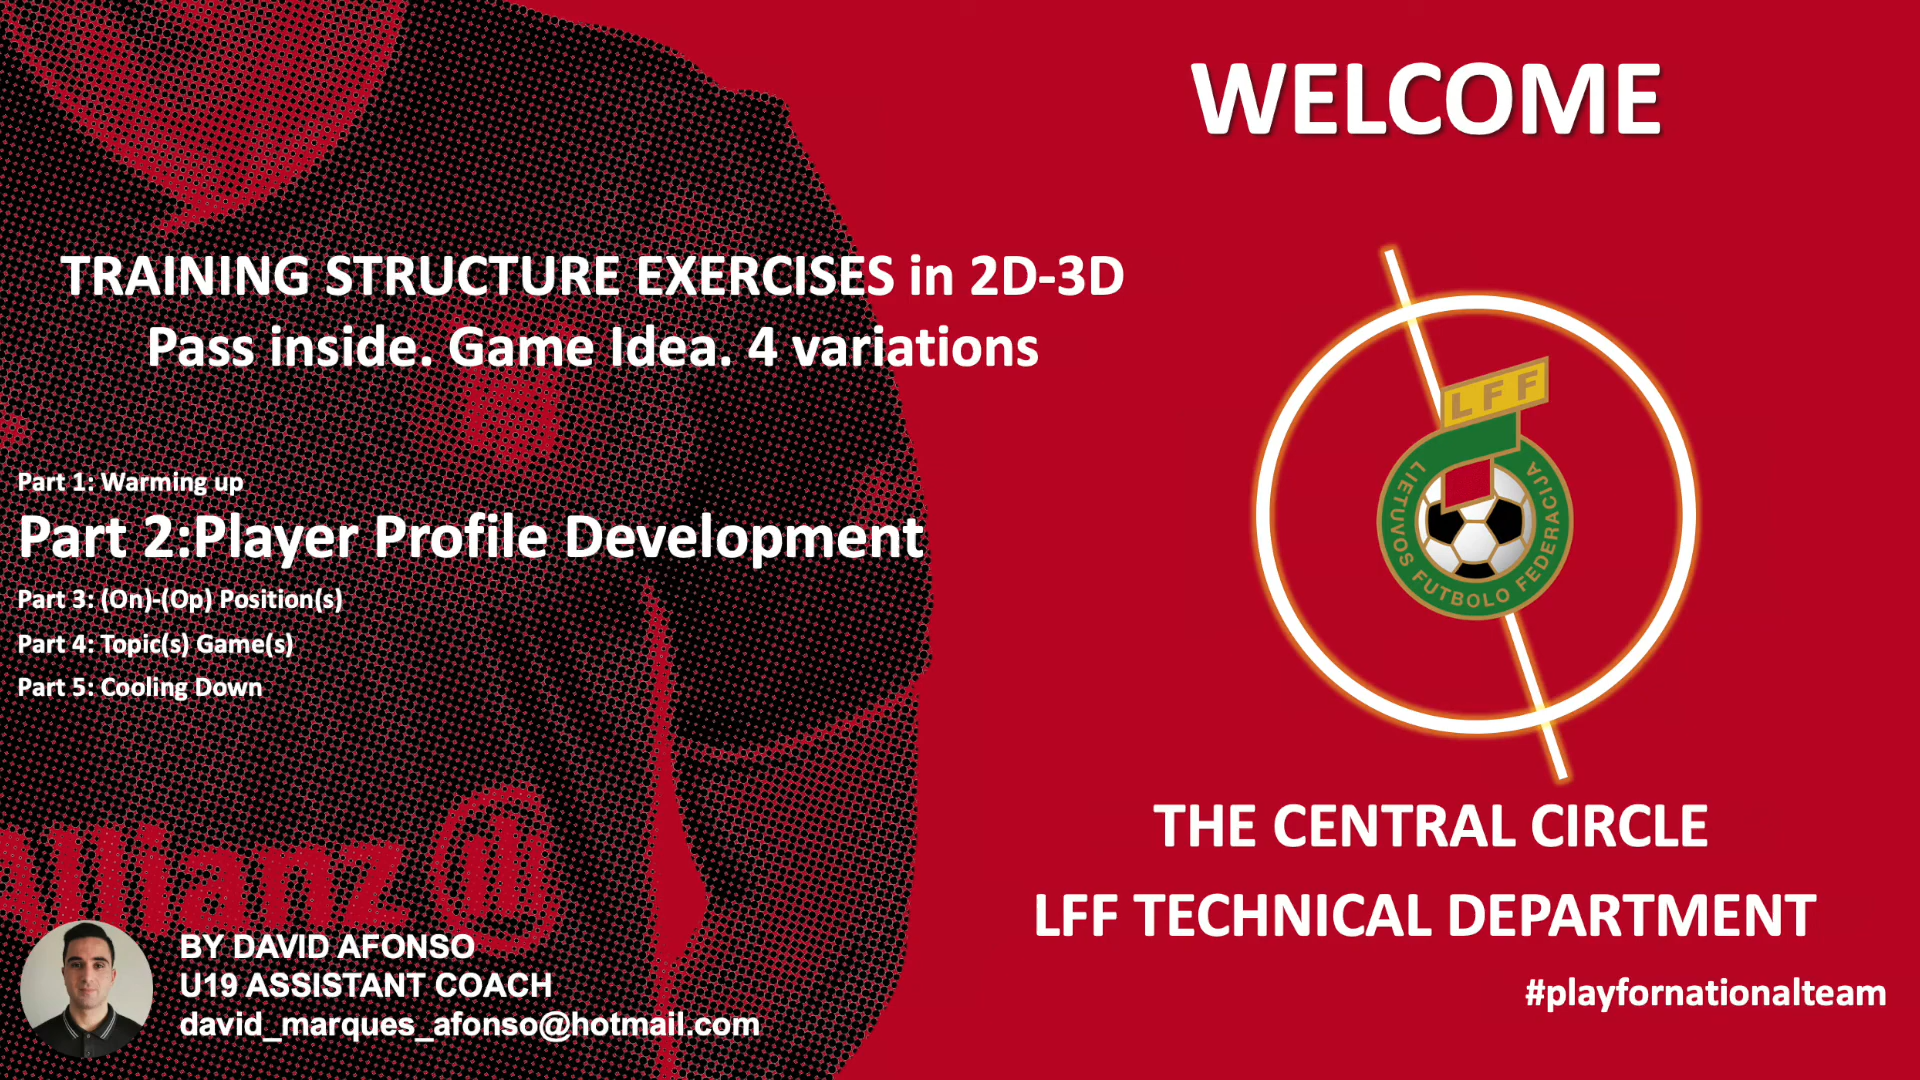 WELCOME
TRAINING STRUCTURE EXERCISES in 2D-3D
Pass inside. Game Idea. 4 variations
Part 1: Warming up
Part 2:Player Profile Development
Part 3: (On)-(Op) Position(s)
Part 4: Topic(s) Game(s)
Part 5: Cooling Down
LFF
LIETUVOS FUTBOLO FEDERACIJA
Allianz
THE CENTRAL CIRCLE
LFF TECHNICAL DEPARTMENT
#playfornationalteam
BY DAVID AFONSO
U19 ASSISTANT COACH
david_marques_afonso@hotmail.com